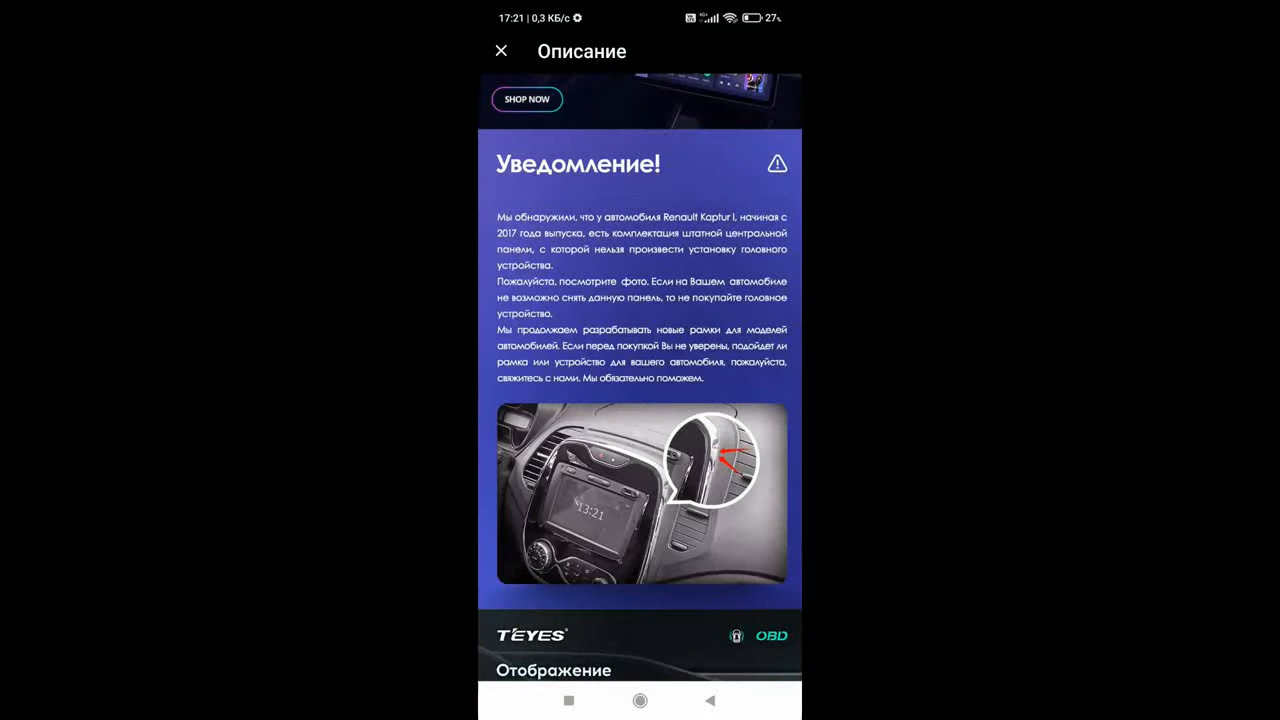 17:21 | 0,3 КБ/с
4G+
27%
Описание
SHOP NOW
Уведомление!
Мы обнаружили, что у автомобиля Renault Kaptur I, начиная с
2017 года выпуска, есть комплектация штатной центральной
панели, с которой нельзя произвести установку головного
устройства.
Пожалуйста, посмотрите фото. Если на Вашем автомобиле
не возможно снять данную панель, то не покупайте головное
устройство.
Мы продолжаем разрабатывать новые рамки для моделей
автомобилей. Если перед покупкой Вы не уверены, подойдет ли
рамка или устройство для вашего автомобиля, пожалуйста,
свяжитесь с нами. Мы обязательно поможем.
13:21
TEYES
OBD
Отображение